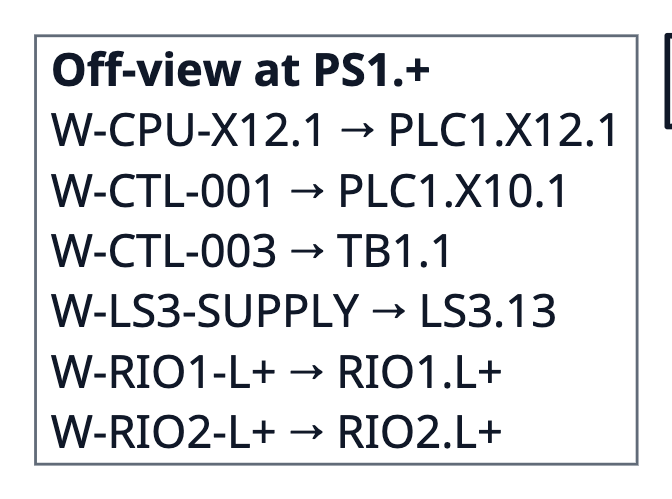 Off-view at PS1.+
W-CPU-X12.1 → PLC1.X12.1
W-CTL-001 → PLC1.X10.1
W-CTL-003 → TB1.1
W-LS3-SUPPLY → LS3.13
W-RIO1-L+ → RIO1.L+
W-RIO2-L+ → RIO2.L+